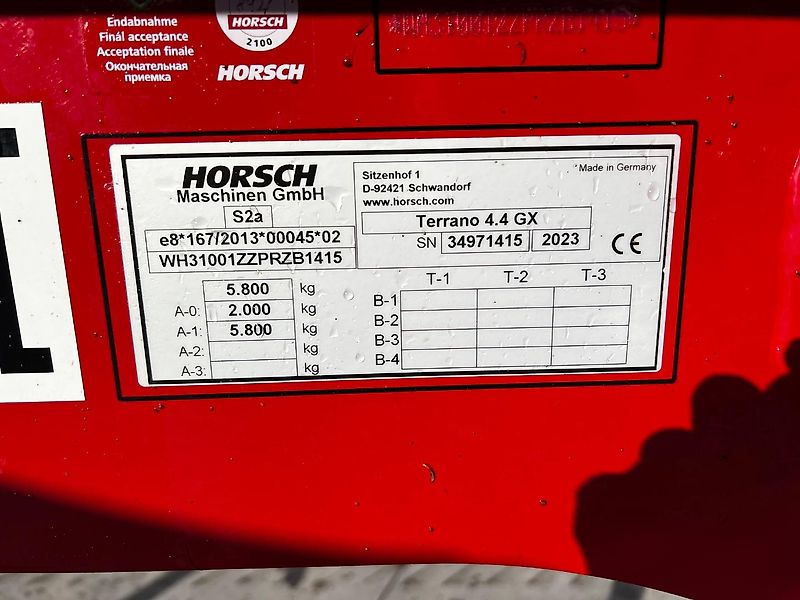 Endabnahme
Finál acceptance
Acceptation finale
Окончательная
приемка
HORSCH
2100
HORSCH
HORSCH
Maschinen GmbH
S2a
e8*167/2013*00045*02
WH31001ZZPRZB1415
Sitzenhof 1
D-92421 Schwandorf
www.horsch.com
Made in Germany
Terrano 4.4 GX
SN 34971415 2023
CE
5.800 kg
A-0: 2.000 kg
A-1: 5.800 kg
A-2: kg
A-3: kg
T-1 T-2 T-3
B-1
B-2
B-3
B-4